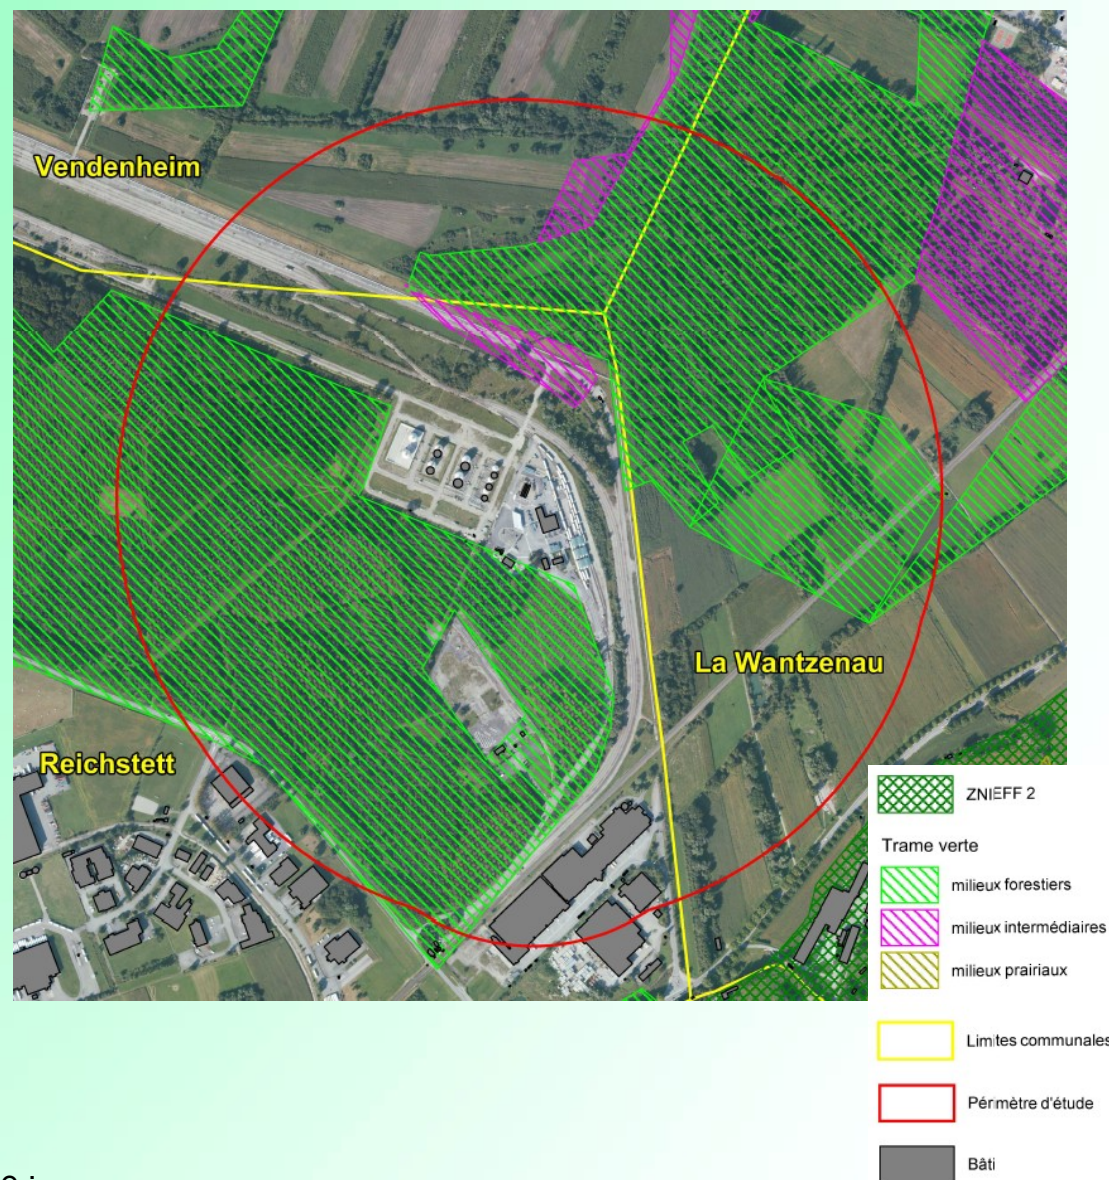 Vendenheim
La Wantzenau
Reichstett
ZNIEFF 2
Trame verte
milieux forestiers
milieux intermédiaires
milieux prairiaux
Limites communales
Périmètre d'étude
Bâti